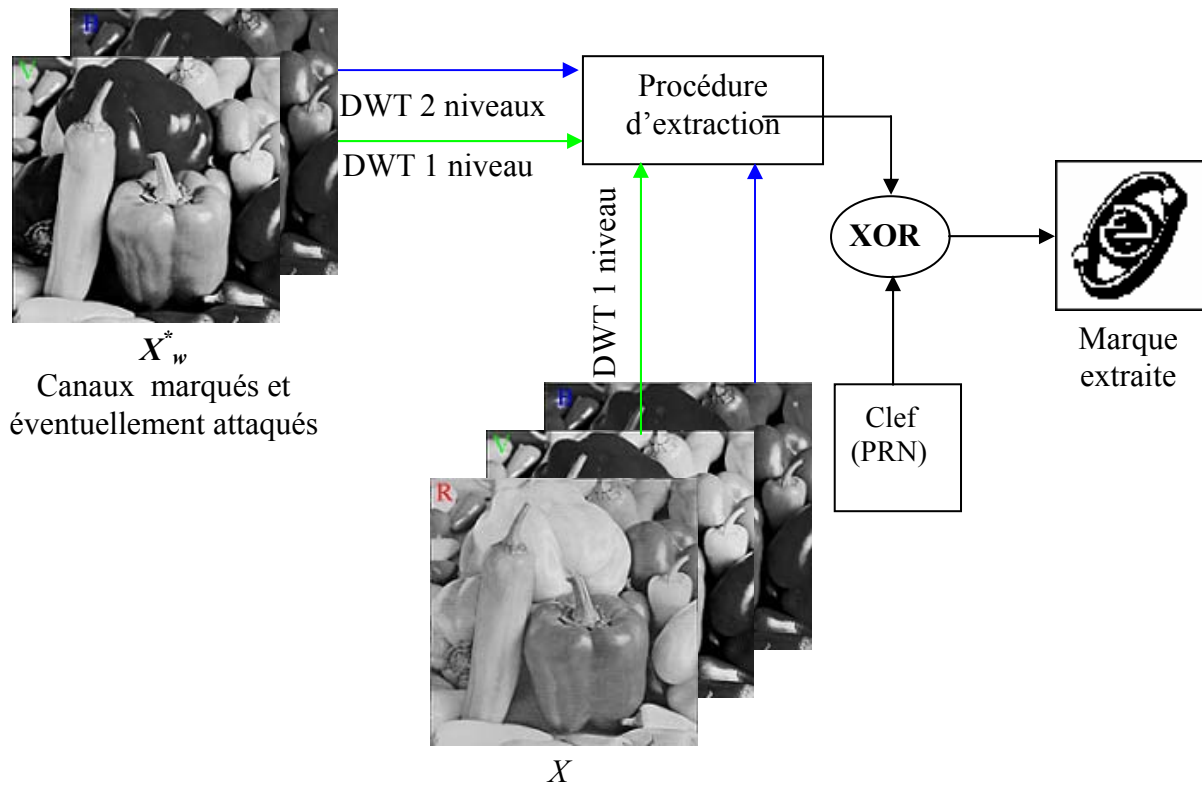 B
V
DWT 2 niveaux
DWT 1 niveau
X*w
Canaux marqués et
éventuellement attaqués
Procédure
d’extraction
XOR
Marque
extraite
DWT 1 niveau
Clef
(PRN)
B
V
R
X